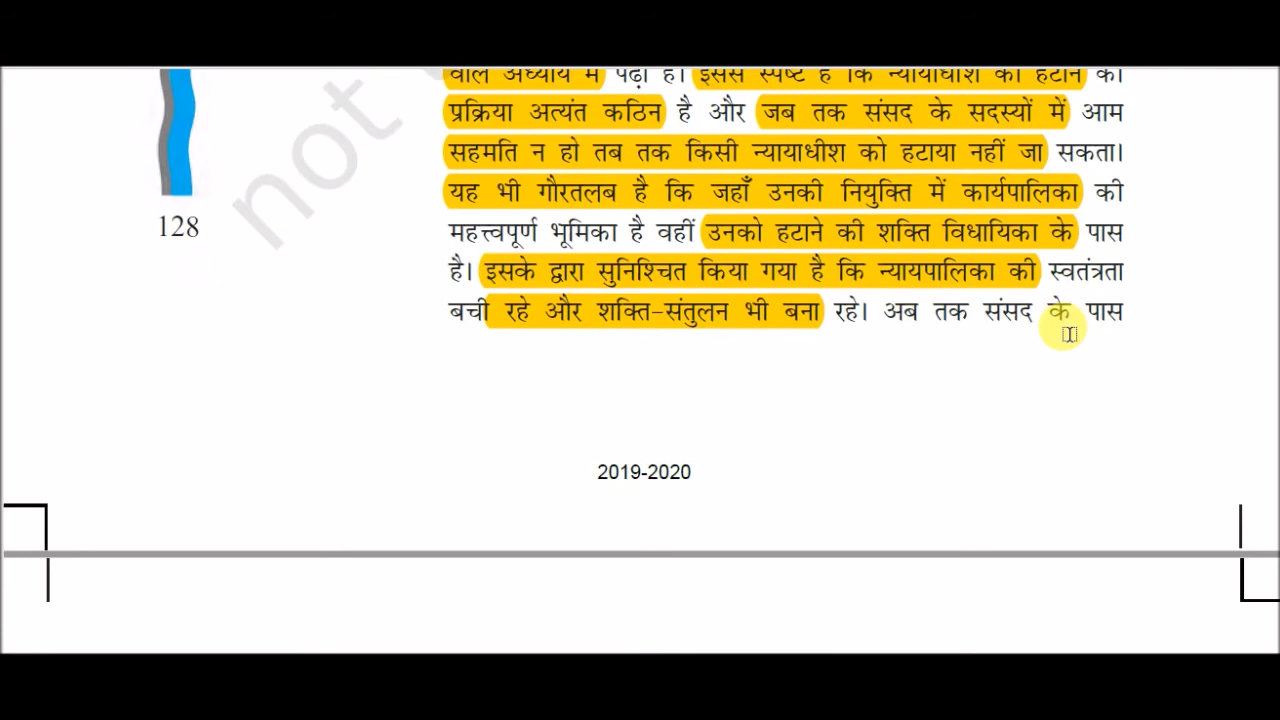 वाले अध्याय में पढ़ा है। इससे स्पष्ट है कि न्यायाधीश को हटाने की
प्रक्रिया अत्यंत कठिन है और जब तक संसद के सदस्यों में आम
सहमति न हो तब तक किसी न्यायाधीश को हटाया नहीं जा सकता।
यह भी गौरतलब है कि जहाँ उनकी नियुक्ति में कार्यपालिका की
महत्त्वपूर्ण भूमिका है वहीं उनको हटाने की शक्ति विधायिका के पास
है। इसके द्वारा सुनिश्चित किया गया है कि न्यायपालिका की स्वतंत्रता
बची रहे और शक्ति-संतुलन भी बना रहे। अब तक संसद के पास
not
128
2019-2020